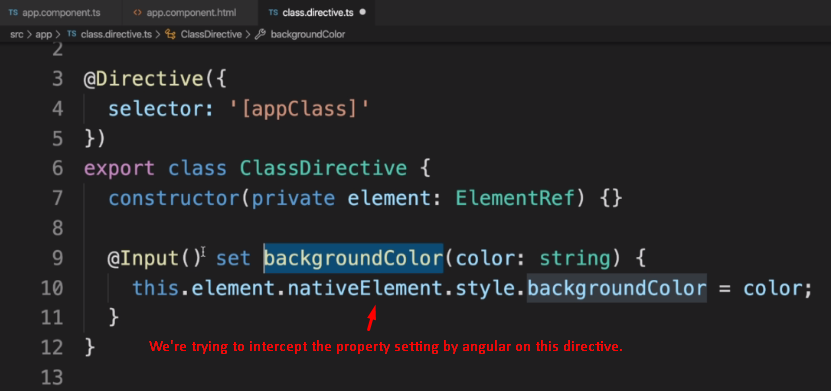 TS app.component.ts <> app.component.html TS class.directive.ts ●
src > app > TS class.directive.ts > ClassDirective > backgroundColor
2
3 @Directive({
4 selector: '[appClass]'
5 })
6 export class ClassDirective {
7 constructor(private element: ElementRef) {}
8
9 @Input() set backgroundColor(color: string) {
10 this.element.nativeElement.style.backgroundColor = color;
11 }
We're trying to intercept the property setting by angular on this directive.
12 }
13